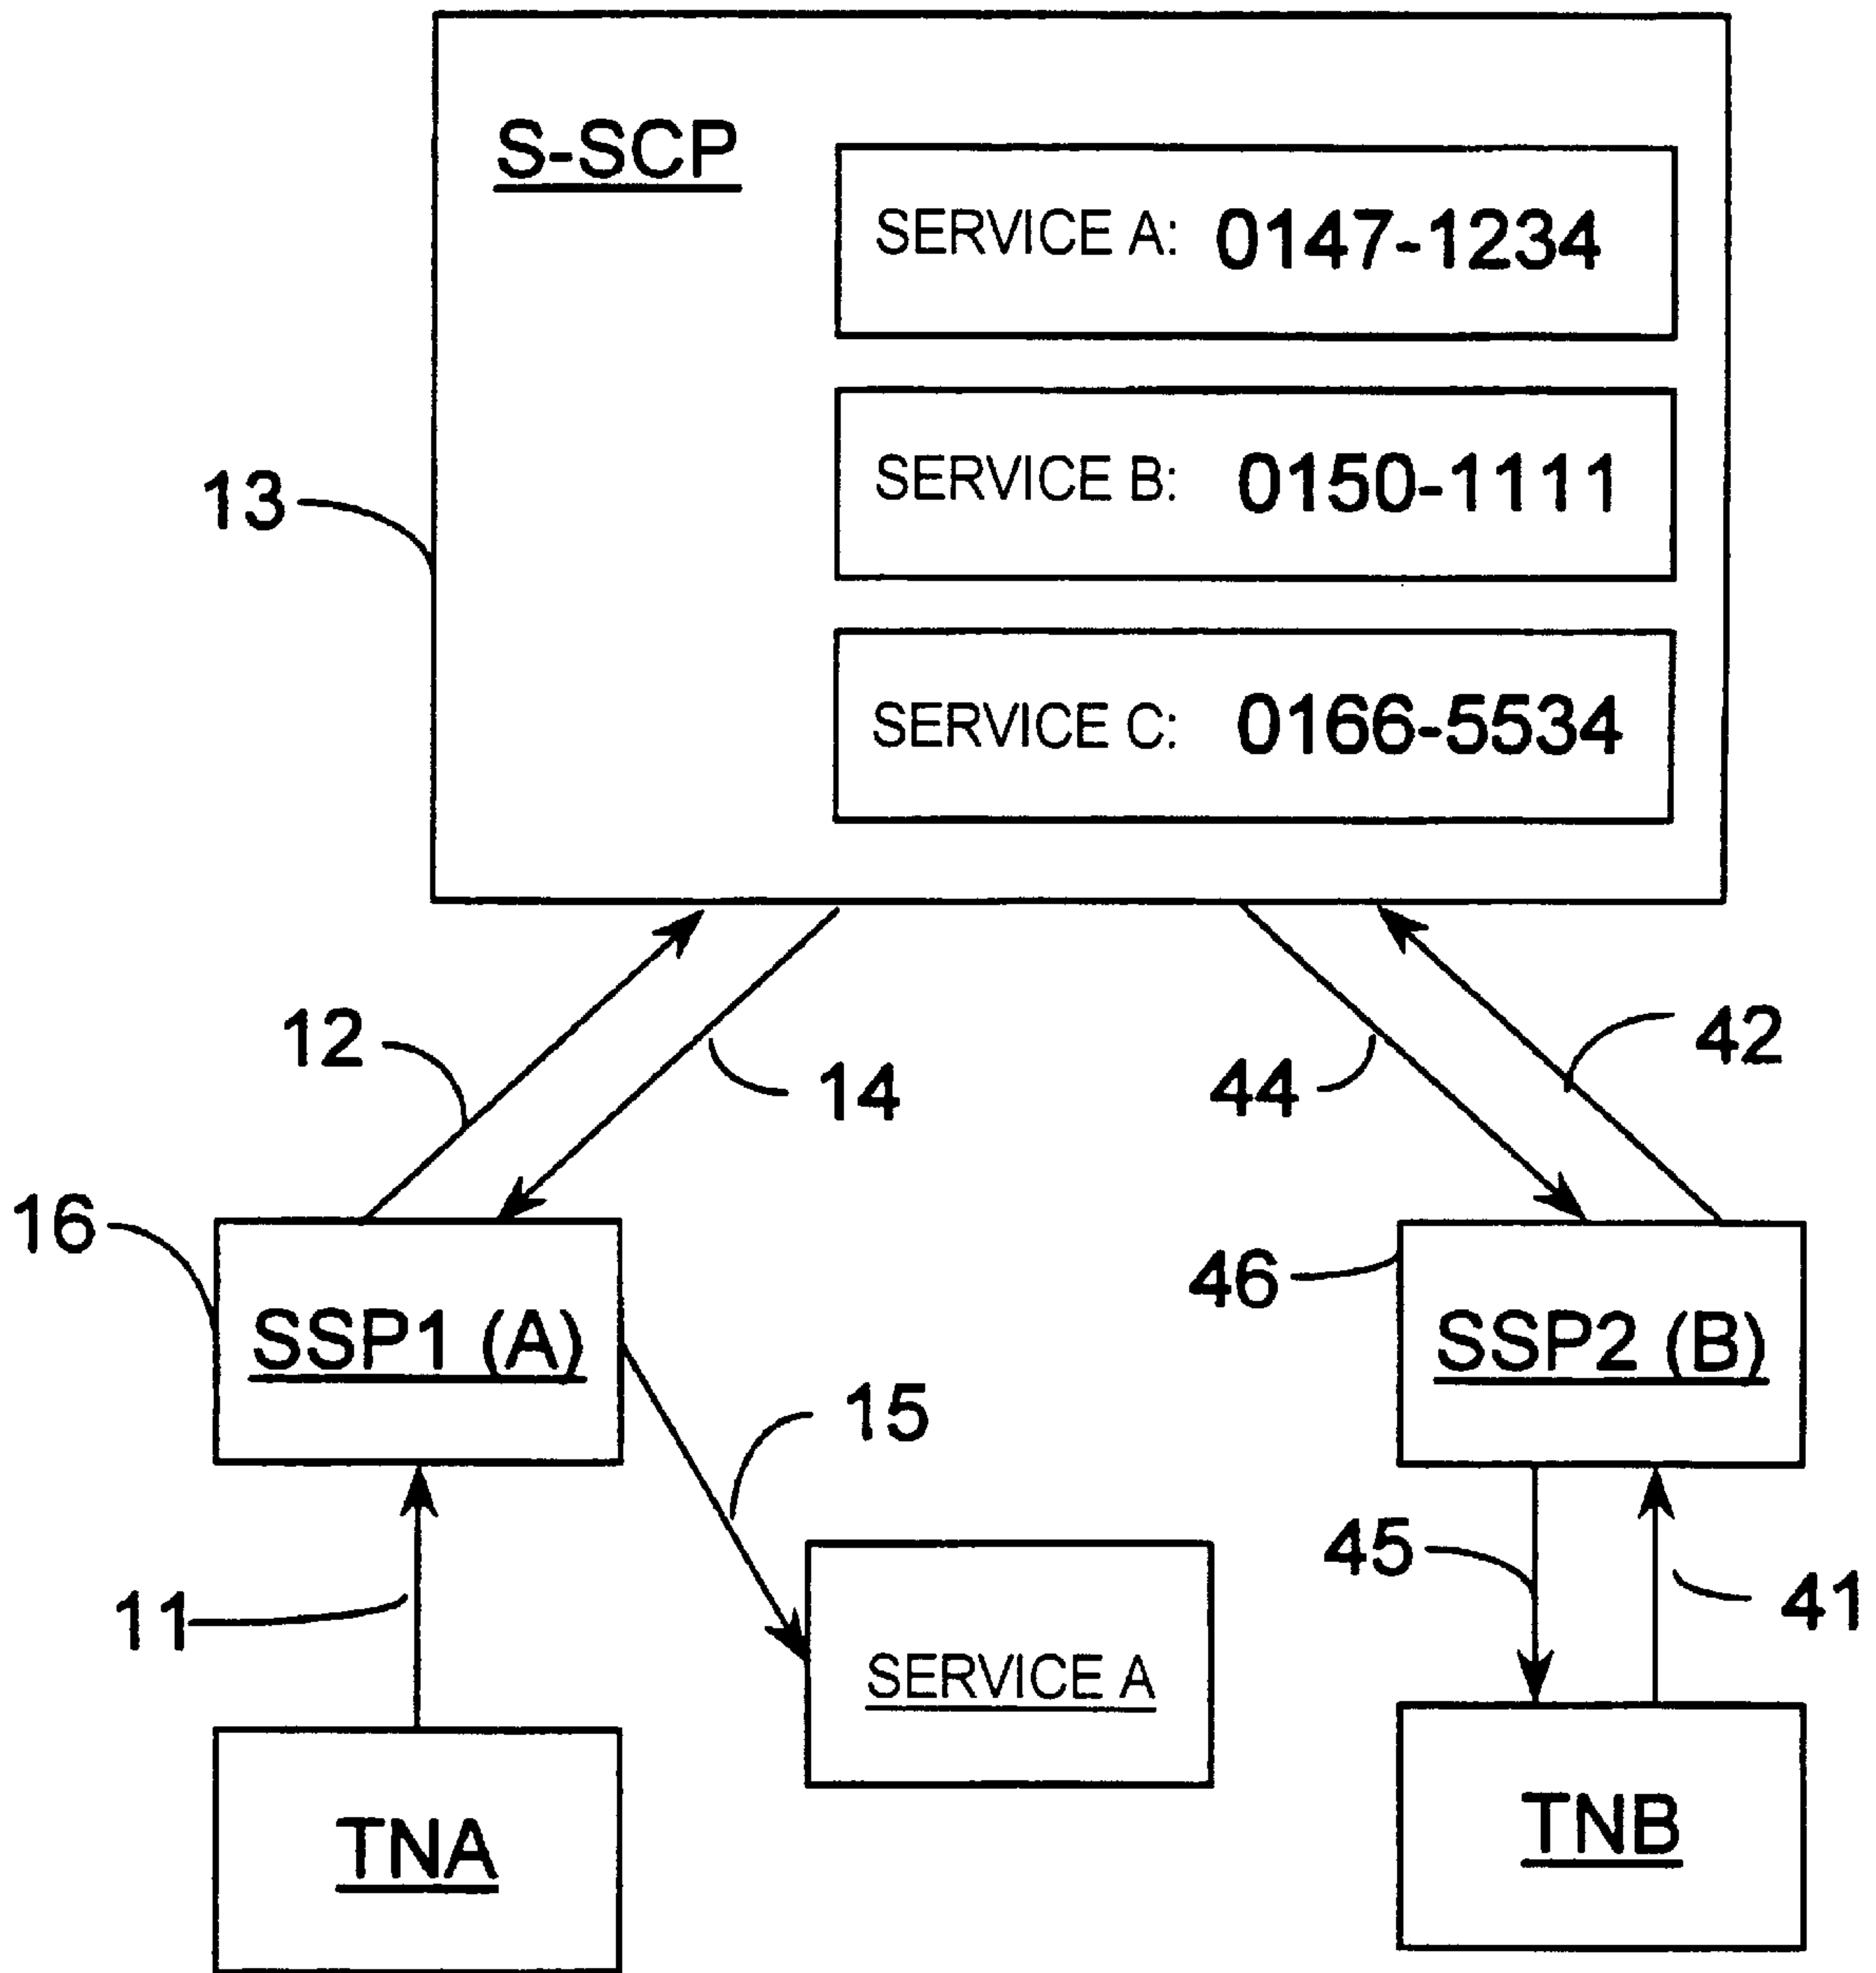 S-SCP
SERVICE A: 0147-1234
SERVICE B: 0150-1111
13
SERVICE C: 0166-5534
12
14
44
42
16
SSP1 (A)
46
SSP2 (B)
15
11
45
41
SERVICE A
TNA
TNB